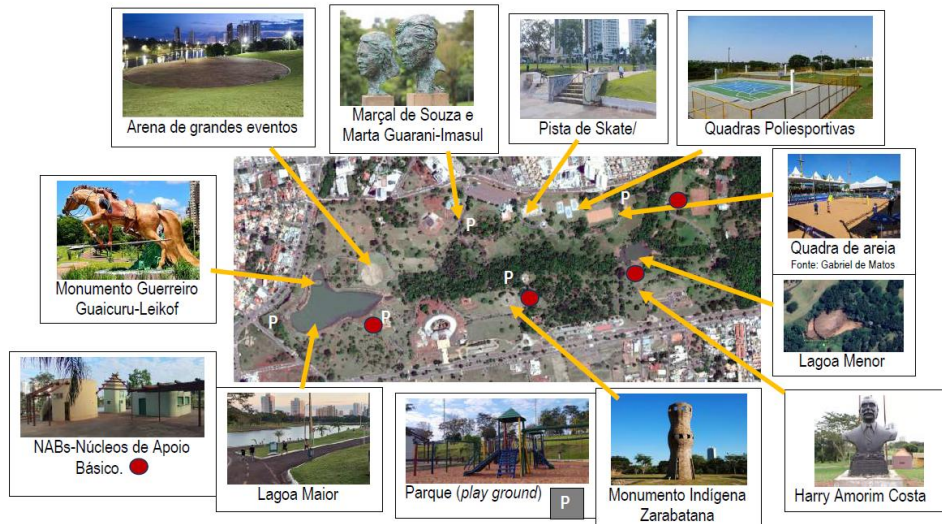 Arena de grandes eventos
Marçal de Souza e
Marta Guarani-Imasul
Pista de Skate/
Quadras Poliesportivas
Quadra de areia
Fonte: Gabriel de Matos
Monumento Guerreiro
Guaicuru-Leikof
P
P
P
P
P
Lagoa Menor
NABs-Núcleos de Apoio
Básico.
Lagoa Maior
Parque (play ground)
P
Monumento Indígena
Zarabatana
Harry Amorim Costa